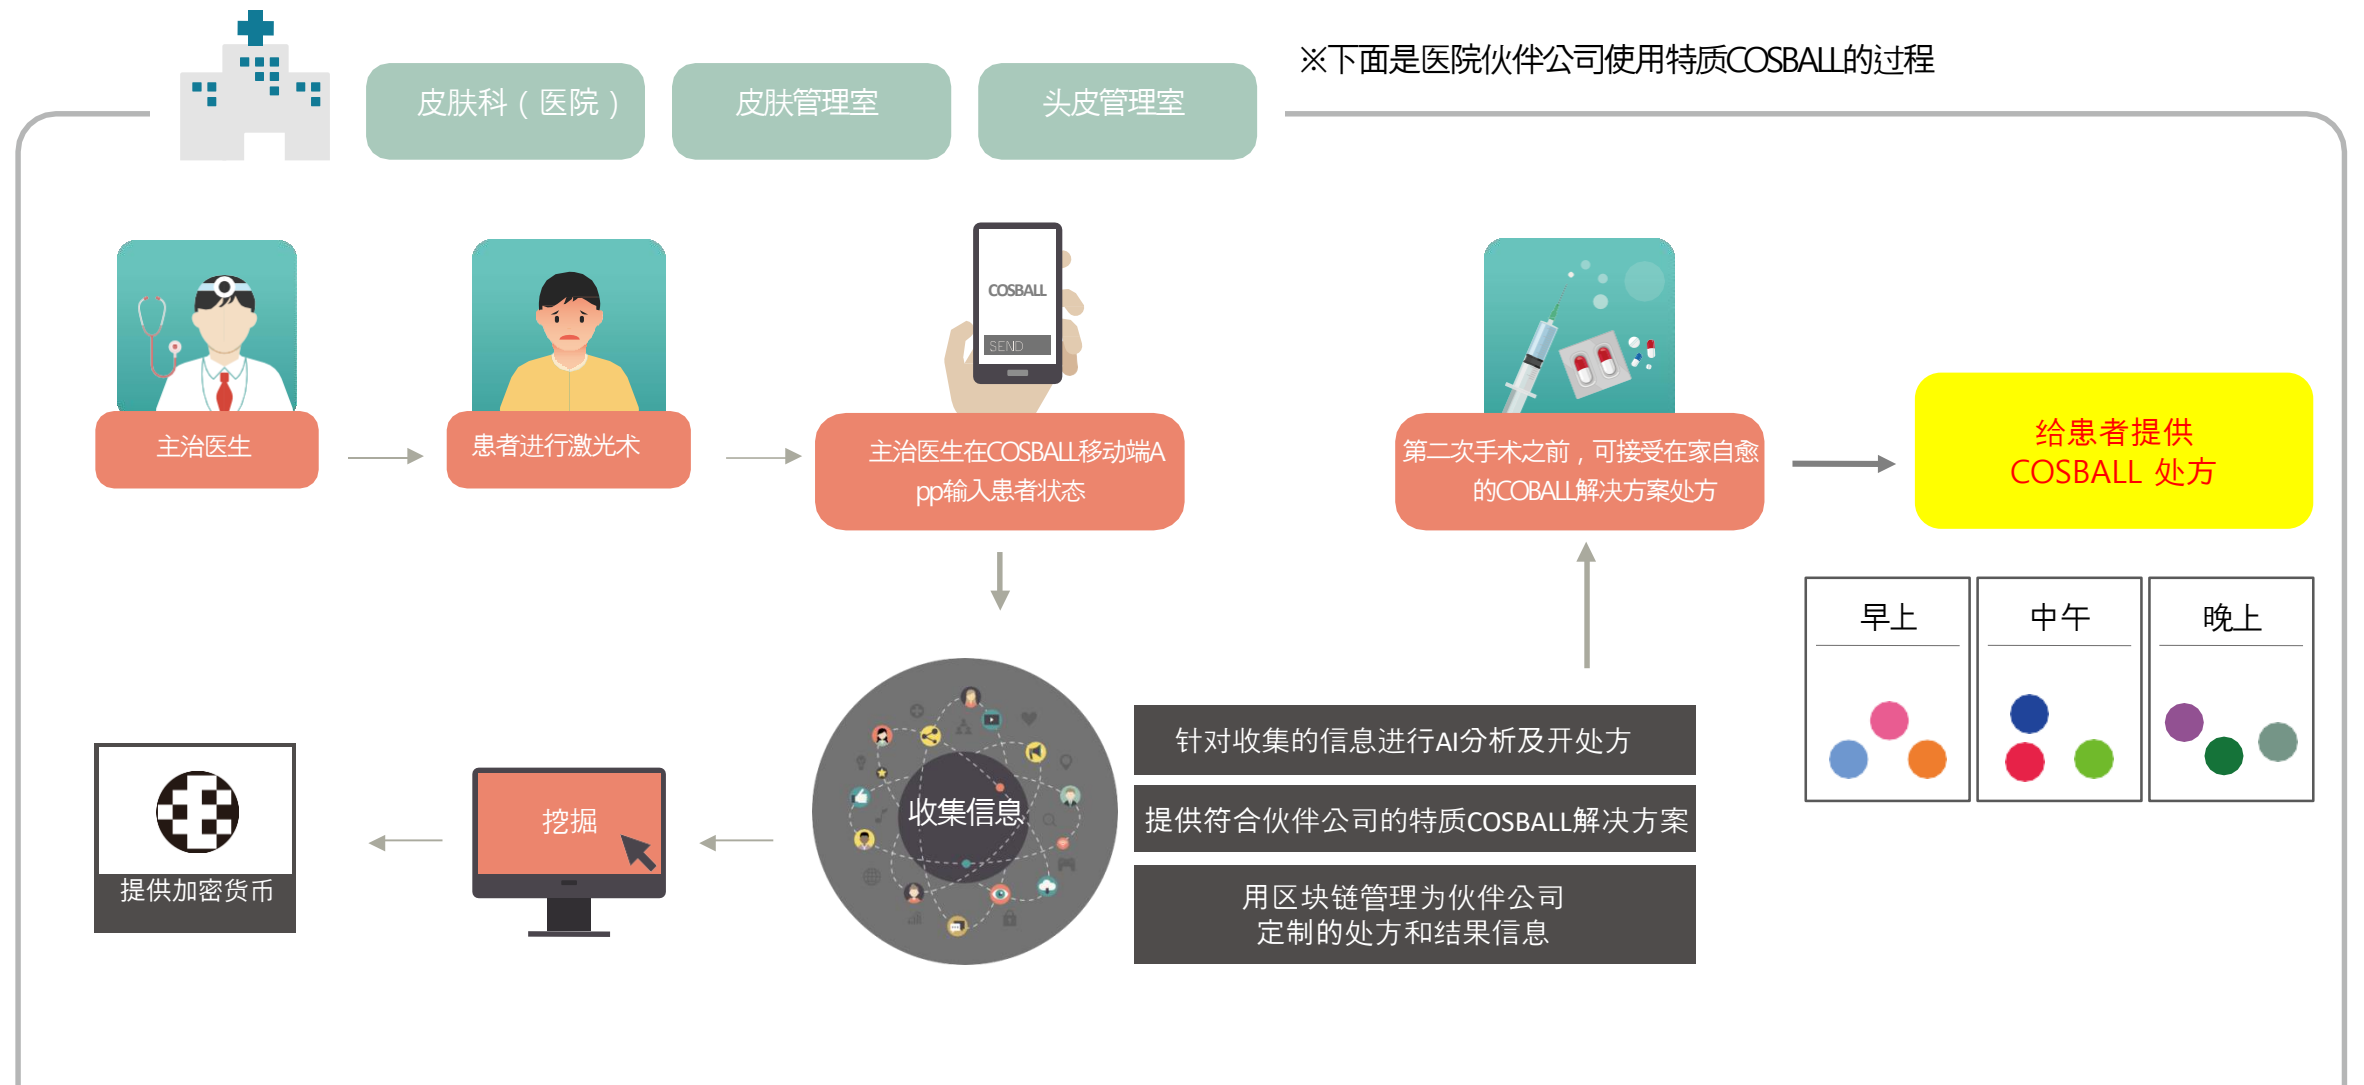 ※下面是医院伙伴公司使用特质COSBALL的过程
皮肤科（医院）
皮肤管理室
头皮管理室
COSBALL
SEND
主治医生
患者进行激光术
主治医生在COSBALL移动端A
pp输入患者状态
第二次手术之前，可接受在家自愈
的COBALL解决方案处方
给患者提供
COSBALL 处方
早上
中午
晚上
收集信息
针对收集的信息进行AI分析及开处方
提供符合伙伴公司的特质COSBALL解决方案
用区块链管理为伙伴公司
定制的处方和结果信息
挖掘
提供加密货币